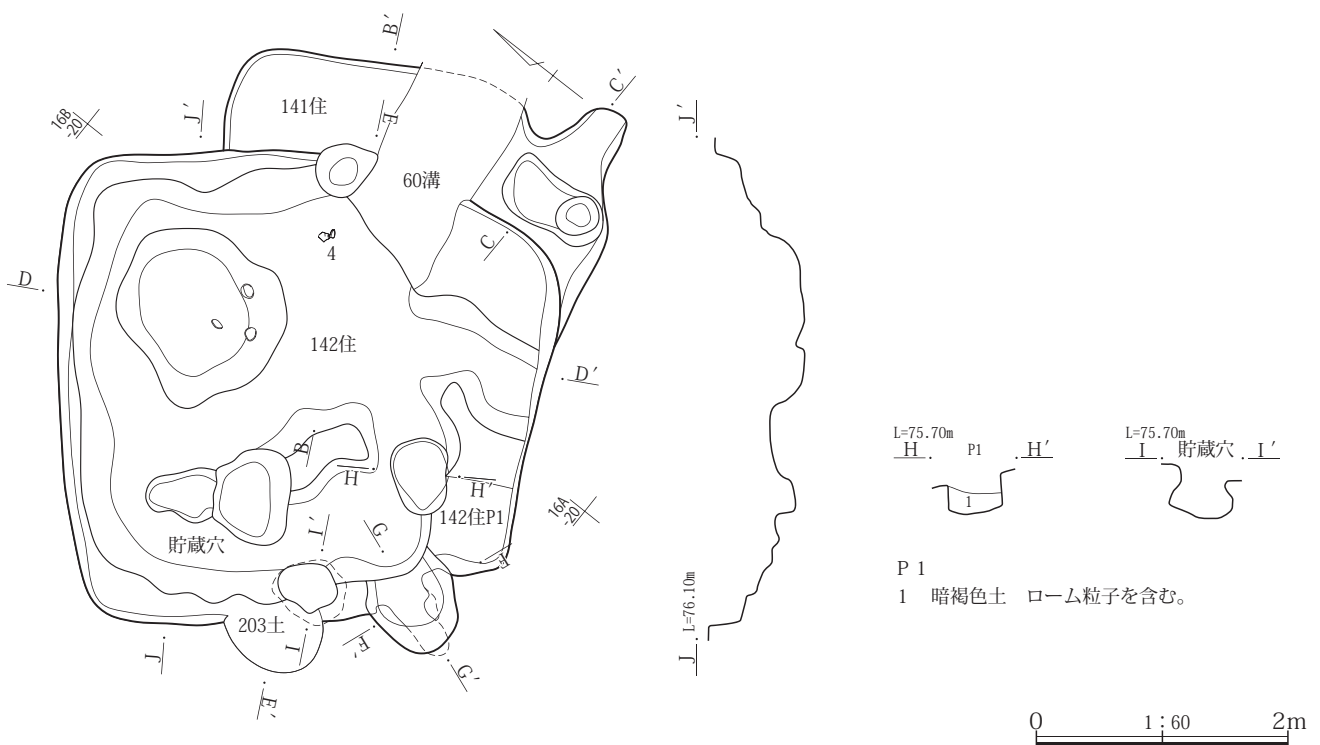 B′
C′
141住
E
J′
16B
-20
60溝
C
4
D
142住
D′
B
H
H′
142住P1
16A
-20
貯蔵穴
I′
G
203土
I
F′
J
G′
E′
J′
L=76.10m
J
L=75.70m
H P1 H′
1
L=75.70m
I 貯蔵穴 I′
P 1
1 暗褐色土 ローム粒子を含む。
0 1：60 2m